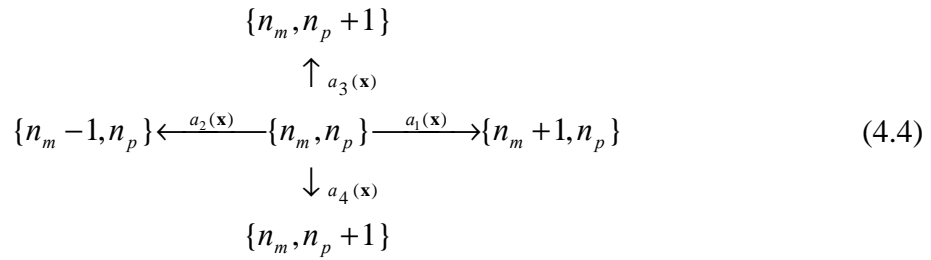 {n_m, n_p +1}
↑ a_3(x)
{n_m −1, n_p} ←a_2(x)— {n_m, n_p} —a_1(x)→ {n_m +1, n_p} (4.4)
↓ a_4(x)
{n_m, n_p +1}